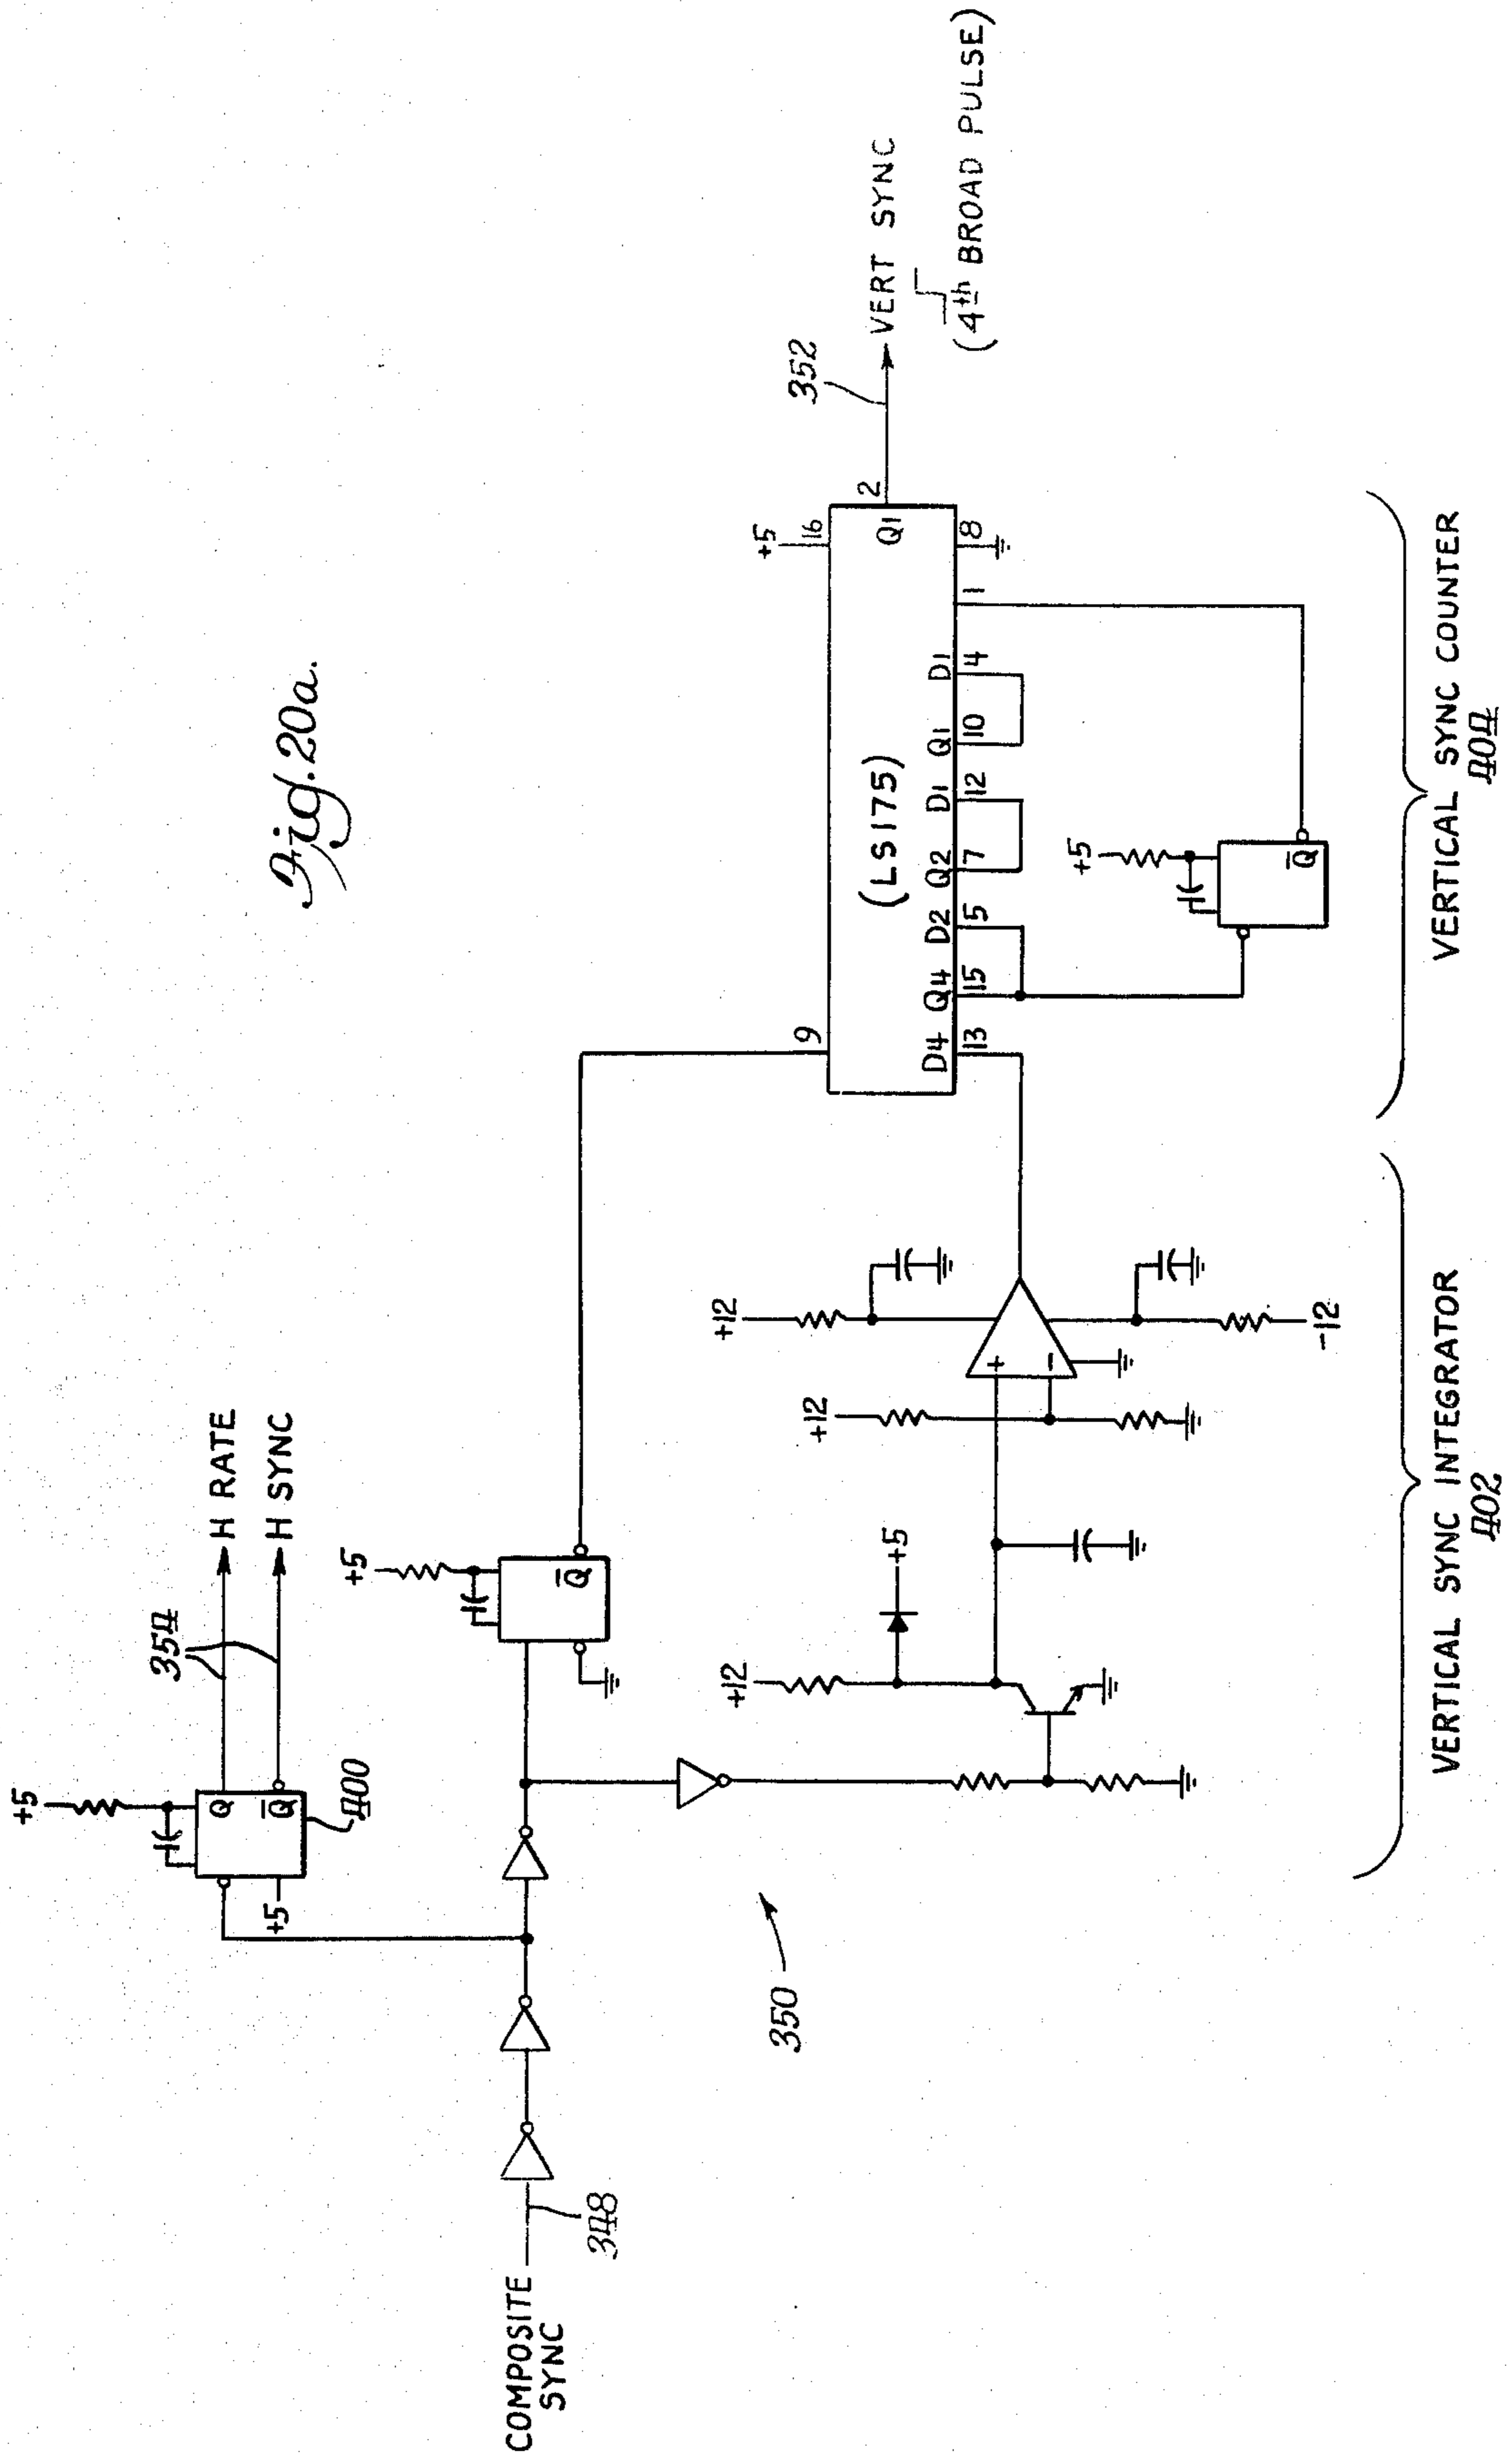 Fig. 20a.
COMPOSITE
SYNC
348
350
+5
+5
Q
Q̅
400
354
H RATE
H SYNC
+5
Q̅
+12
+5
+12
+12
+
−
-12
9
+5
16
(LS175)
D4
Q4
D2
Q2
D1
Q1
D1
Q1
13
15
5
7
12
10
4
1
8
2
352
VERT SYNC
(4th BROAD PULSE)
+5
Q̅
VERTICAL SYNC INTEGRATOR
402
VERTICAL SYNC COUNTER
404